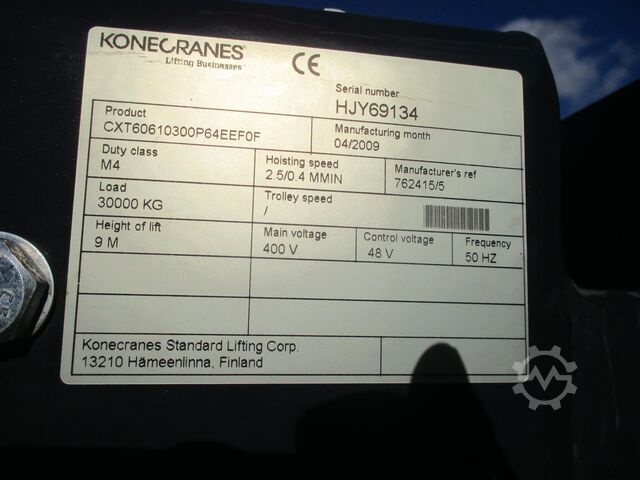 KONECRANES
Lifting Businesses
CE
Serial number
HJY69134
Product
CXT60610300P64EEF0F
Manufacturing month
04/2009
Duty class
M4
Hoisting speed
2.5/0.4 MMIN
Manufacturer's ref
762415/5
Load
30000 KG
Trolley speed
/
Height of lift
9 M
Main voltage
400 V
Control voltage
48 V
Frequency
50 HZ
Konecranes Standard Lifting Corp.
13210 Hämeenlinna, Finland